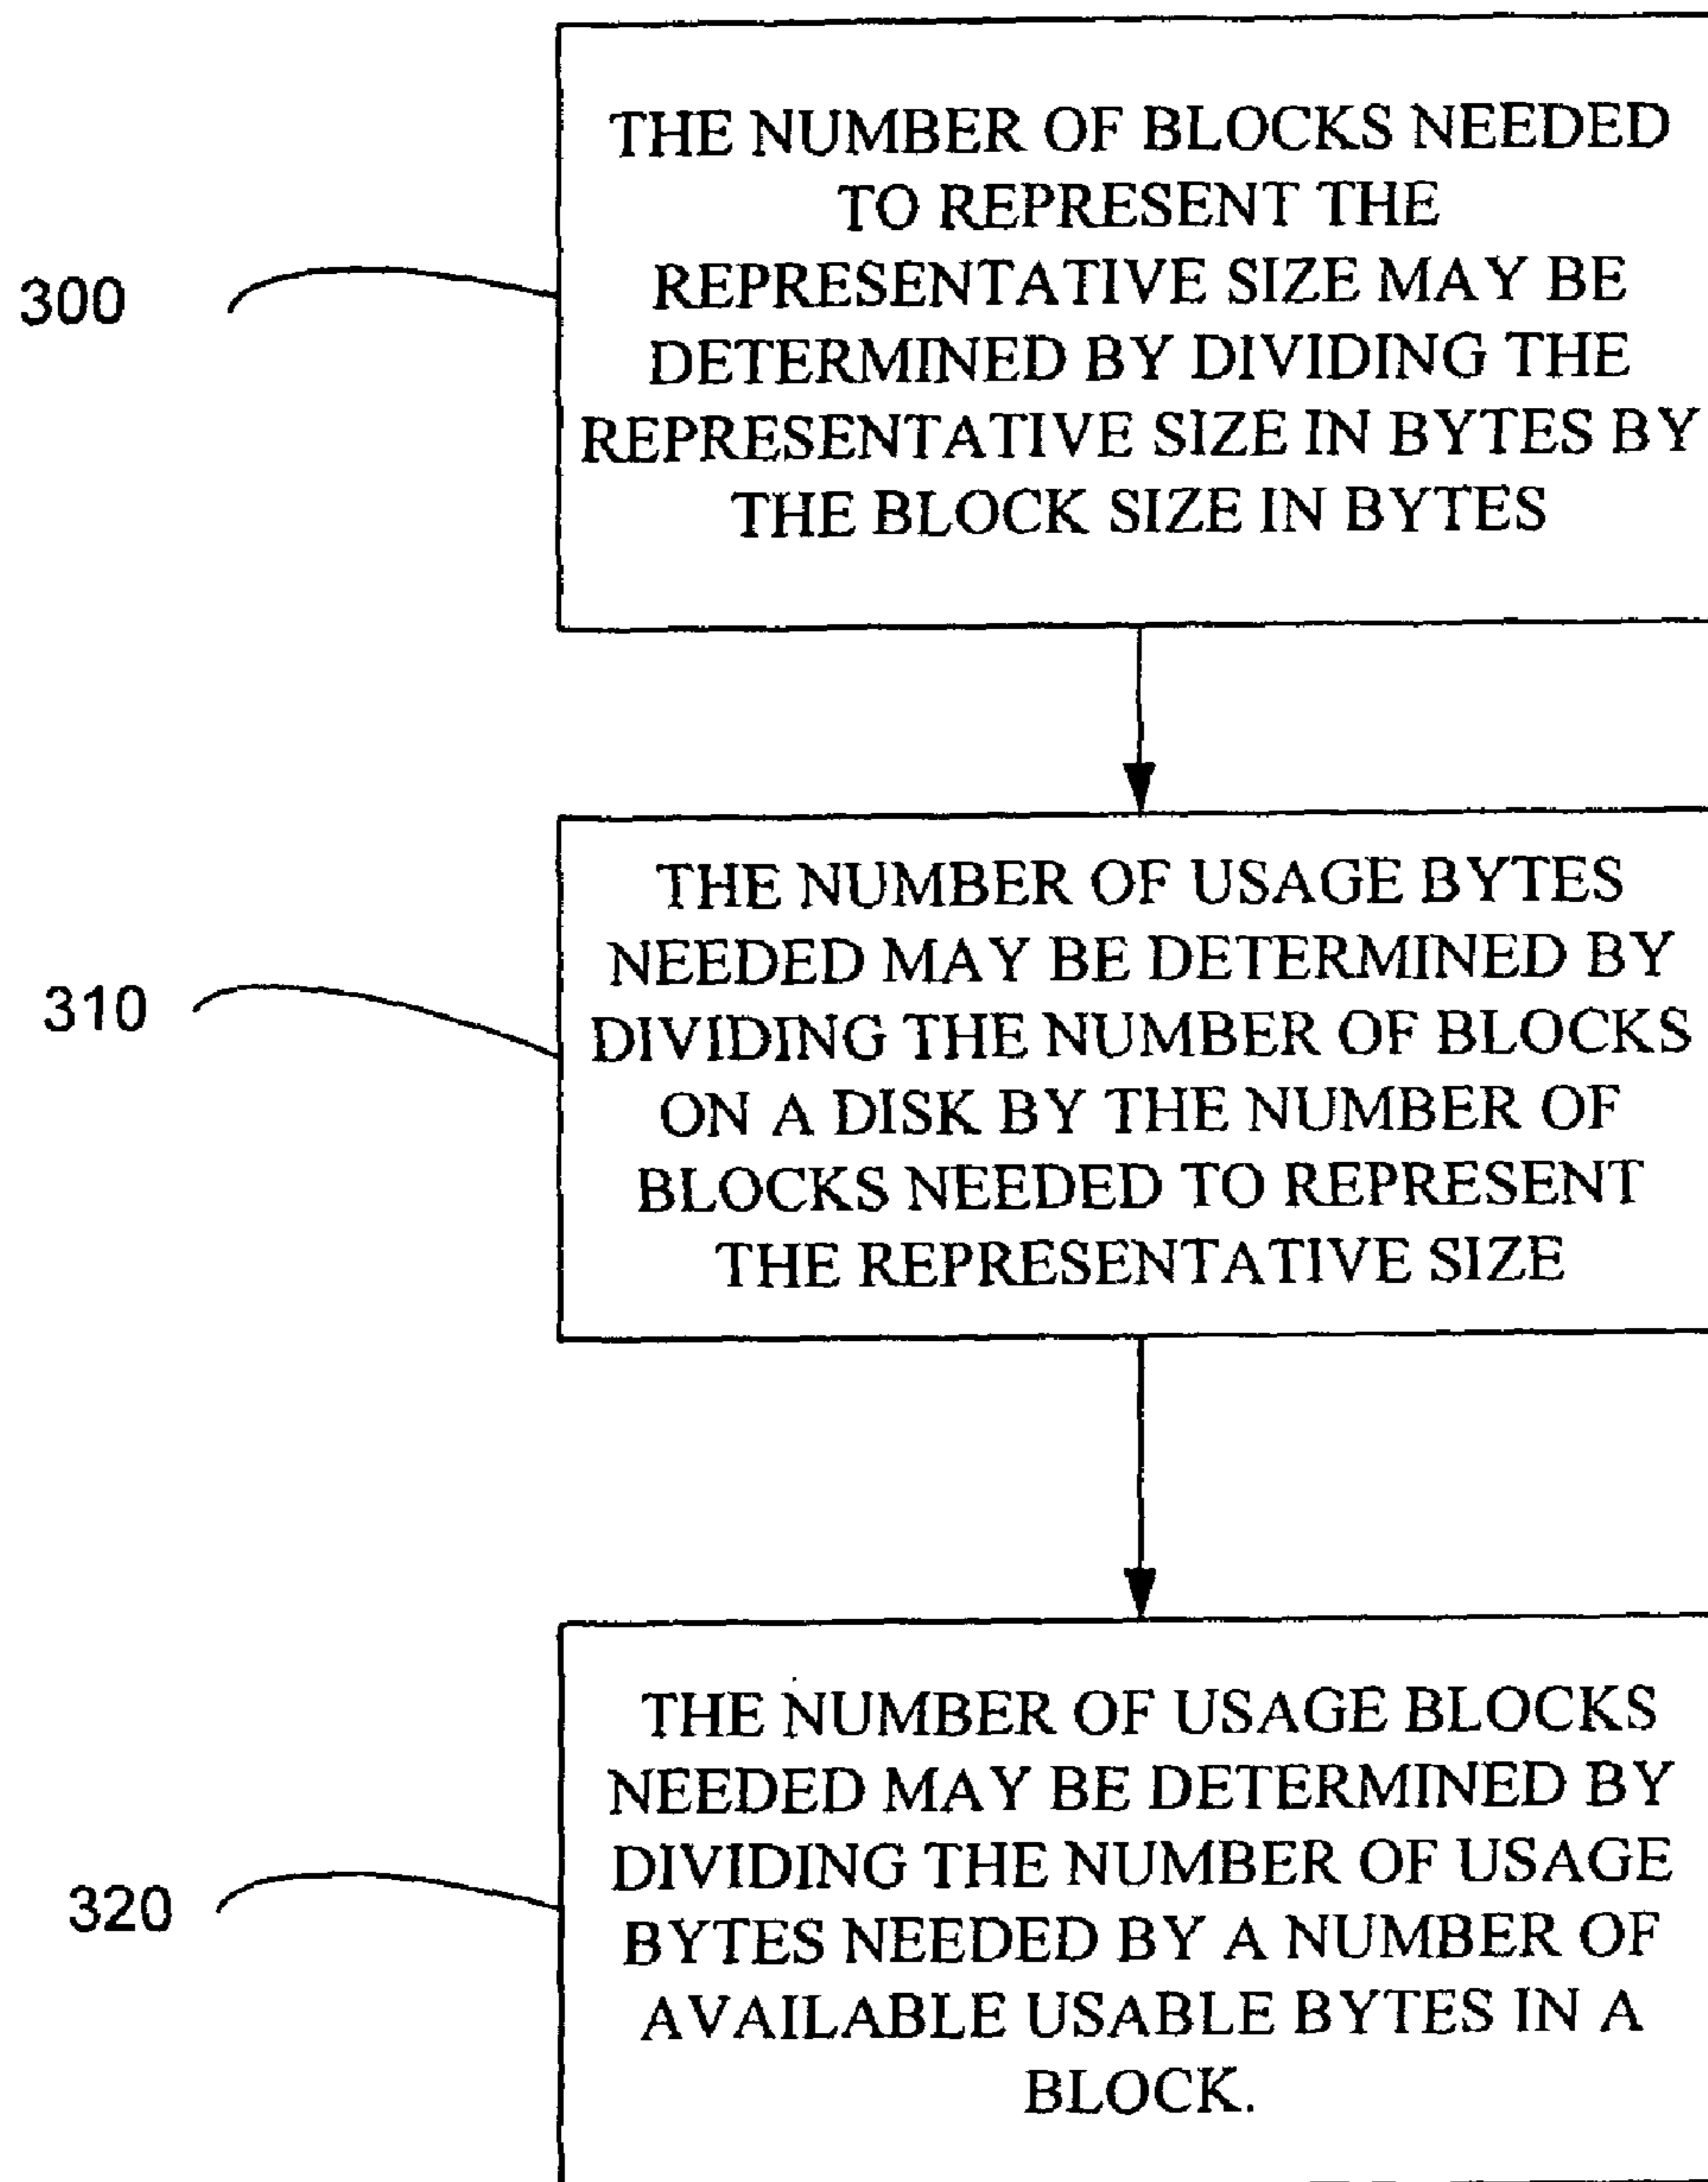 THE NUMBER OF BLOCKS NEEDED
TO REPRESENT THE
300
REPRESENTATIVE SIZE MAY BE
DETERMINED BY DIVIDING THE
REPRESENTATIVE SIZE IN BYTES BY
THE BLOCK SIZE IN BYTES
THE NUMBER OF USAGE BYTES
NEEDED MAY BE DETERMINED BY
310
DIVIDING THE NUMBER OF BLOCKS
ON A DISK BY THE NUMBER OF
BLOCKS NEEDED TO REPRESENT
THE REPRESENTATIVE SIZE
THE NUMBER OF USAGE BLOCKS
NEEDED MAY BE DETERMINED BY
DIVIDING THE NUMBER OF USAGE
320
BYTES NEEDED BY A NUMBER OF
AVAILABLE USABLE BYTES IN A
BLOCK.